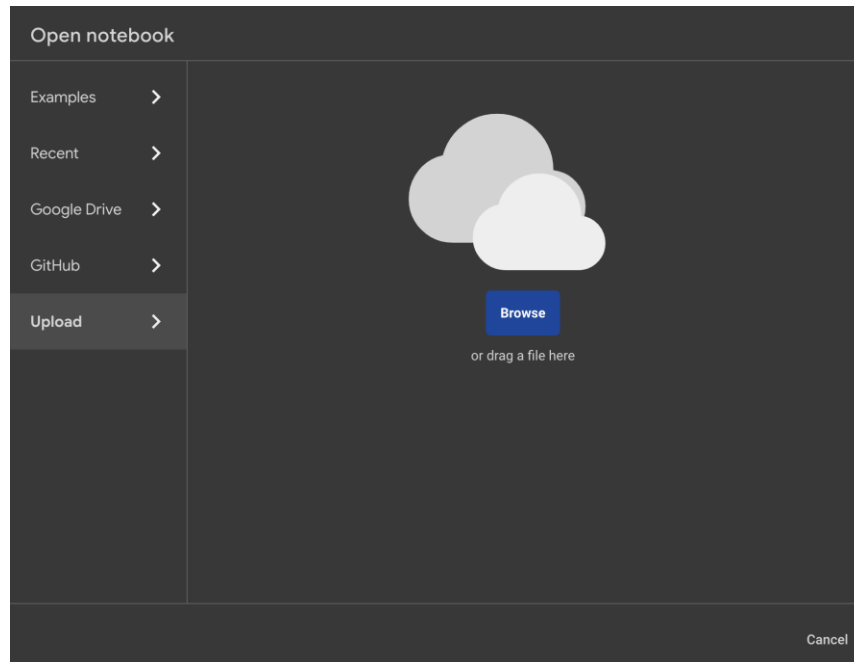 Open notebook
Examples
Recent
Google Drive
GitHub
Upload
Browse
or drag a file here
Cancel